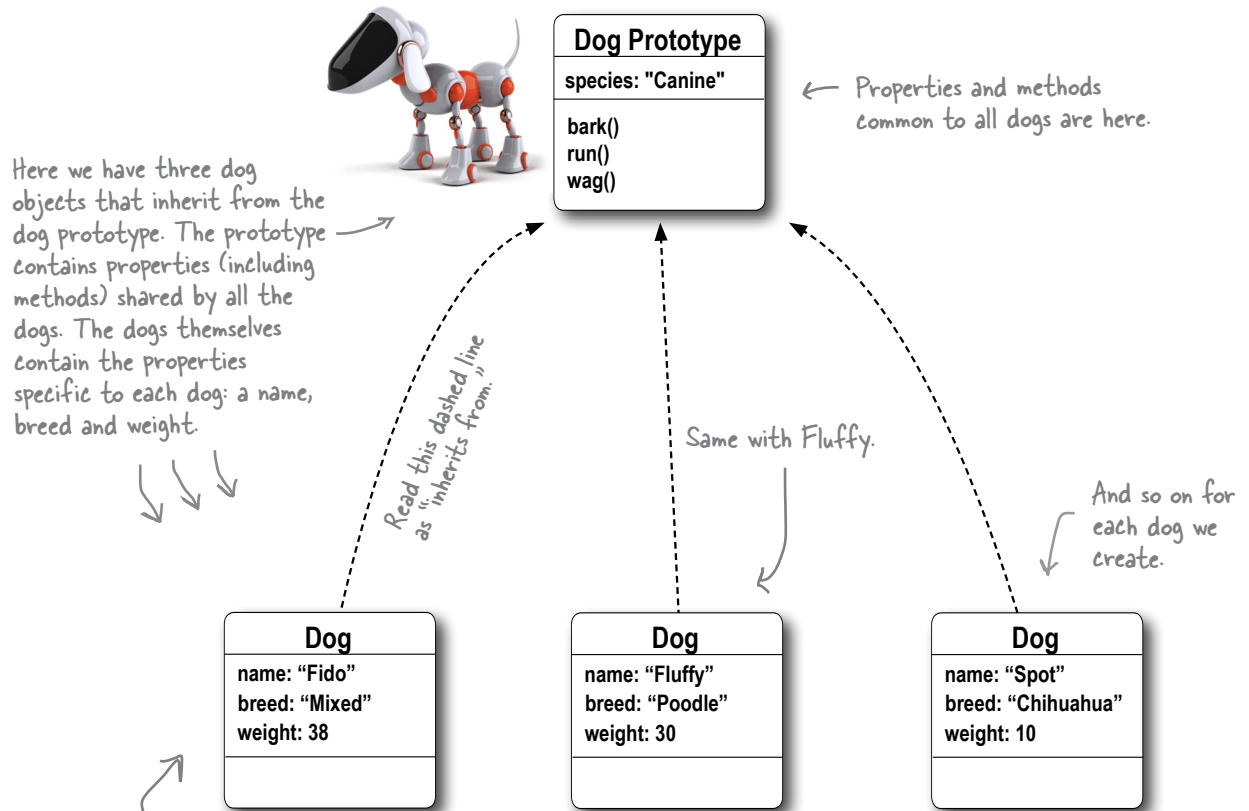 Dog Prototype
species: "Canine"
bark()
run()
wag()
Properties and methods
common to all dogs are here.
Here we have three dog
objects that inherit from the
dog prototype. The prototype
contains properties (including
methods) shared by all the
dogs. The dogs themselves
contain the properties
specific to each dog: a name,
breed and weight.
Read this dashed line
as “inherits from.”
Same with Fluffy.
And so on for
each dog we
create.
Dog
name: “Fido”
breed: “Mixed”
weight: 38
Dog
name: “Fluffy”
breed: “Poodle”
weight: 30
Dog
name: “Spot”
breed: “Chihuahua”
weight: 10